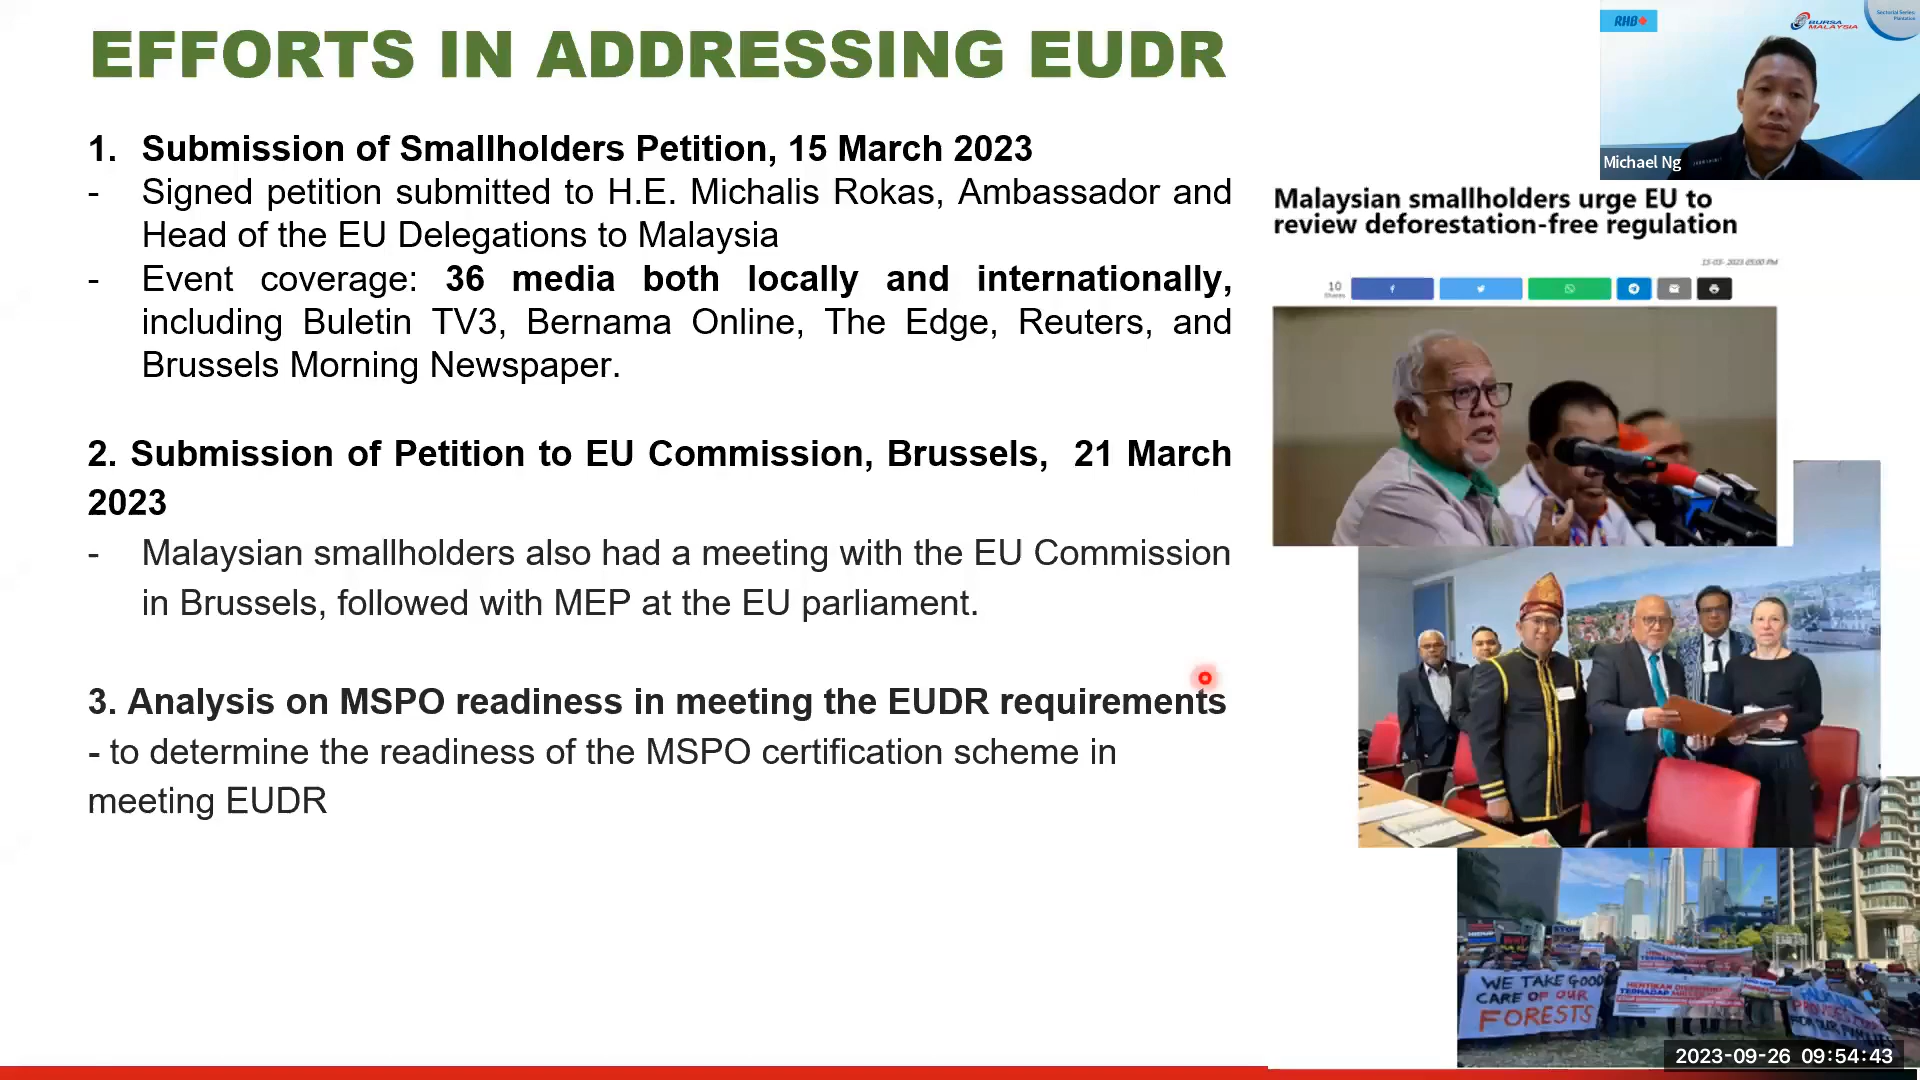 EFFORTS IN ADDRESSING EUDR
1. Submission of Smallholders Petition, 15 March 2023
- Signed petition submitted to H.E. Michalis Rokas, Ambassador and
Head of the EU Delegations to Malaysia
- Event coverage: 36 media both locally and internationally,
including Buletin TV3, Bernama Online, The Edge, Reuters, and
Brussels Morning Newspaper.
2. Submission of Petition to EU Commission, Brussels, 21 March
2023
- Malaysian smallholders also had a meeting with the EU Commission
in Brussels, followed with MEP at the EU parliament.
3. Analysis on MSPO readiness in meeting the EUDR requirements
- to determine the readiness of the MSPO certification scheme in
meeting EUDR
RHB
BURSA
MALAYSIA
Michael Ng
Malaysian smallholders urge EU to
review deforestation-free regulation
15-03-2023 05:00 PM
10
Shares
WE TAKE GOOD
CARE OF OUR
FORESTS
TERHADAP
2023-09-26 09:54:43